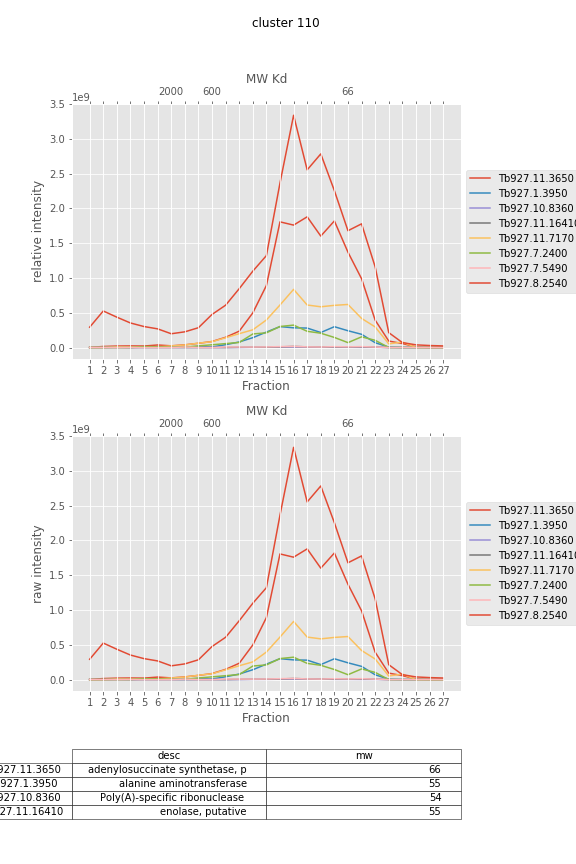 cluster 110
MW Kd
2000 600 66
1e9
3.5
3.0
2.5
2.0
1.5
1.0
0.5
0.0
relative intensity
1 2 3 4 5 6 7 8 9 10 11 12 13 14 15 16 17 18 19 20 21 22 23 24 25 26 27
Fraction
Tb927.11.3650
Tb927.1.3950
Tb927.10.8360
Tb927.11.16410
Tb927.11.7170
Tb927.7.2400
Tb927.7.5490
Tb927.8.2540
MW Kd
2000 600 66
1e9
3.5
3.0
2.5
2.0
1.5
1.0
0.5
0.0
raw intensity
1 2 3 4 5 6 7 8 9 10 11 12 13 14 15 16 17 18 19 20 21 22 23 24 25 26 27
Fraction
Tb927.11.3650
Tb927.1.3950
Tb927.10.8360
Tb927.11.16410
Tb927.11.7170
Tb927.7.2400
Tb927.7.5490
Tb927.8.2540
desc mw
927.11.3650 adenylosuccinate synthetase, p 66
927.1.3950 alanine aminotransferase 55
927.10.8360 Poly(A)-specific ribonuclease 54
27.11.16410 enolase, putative 55